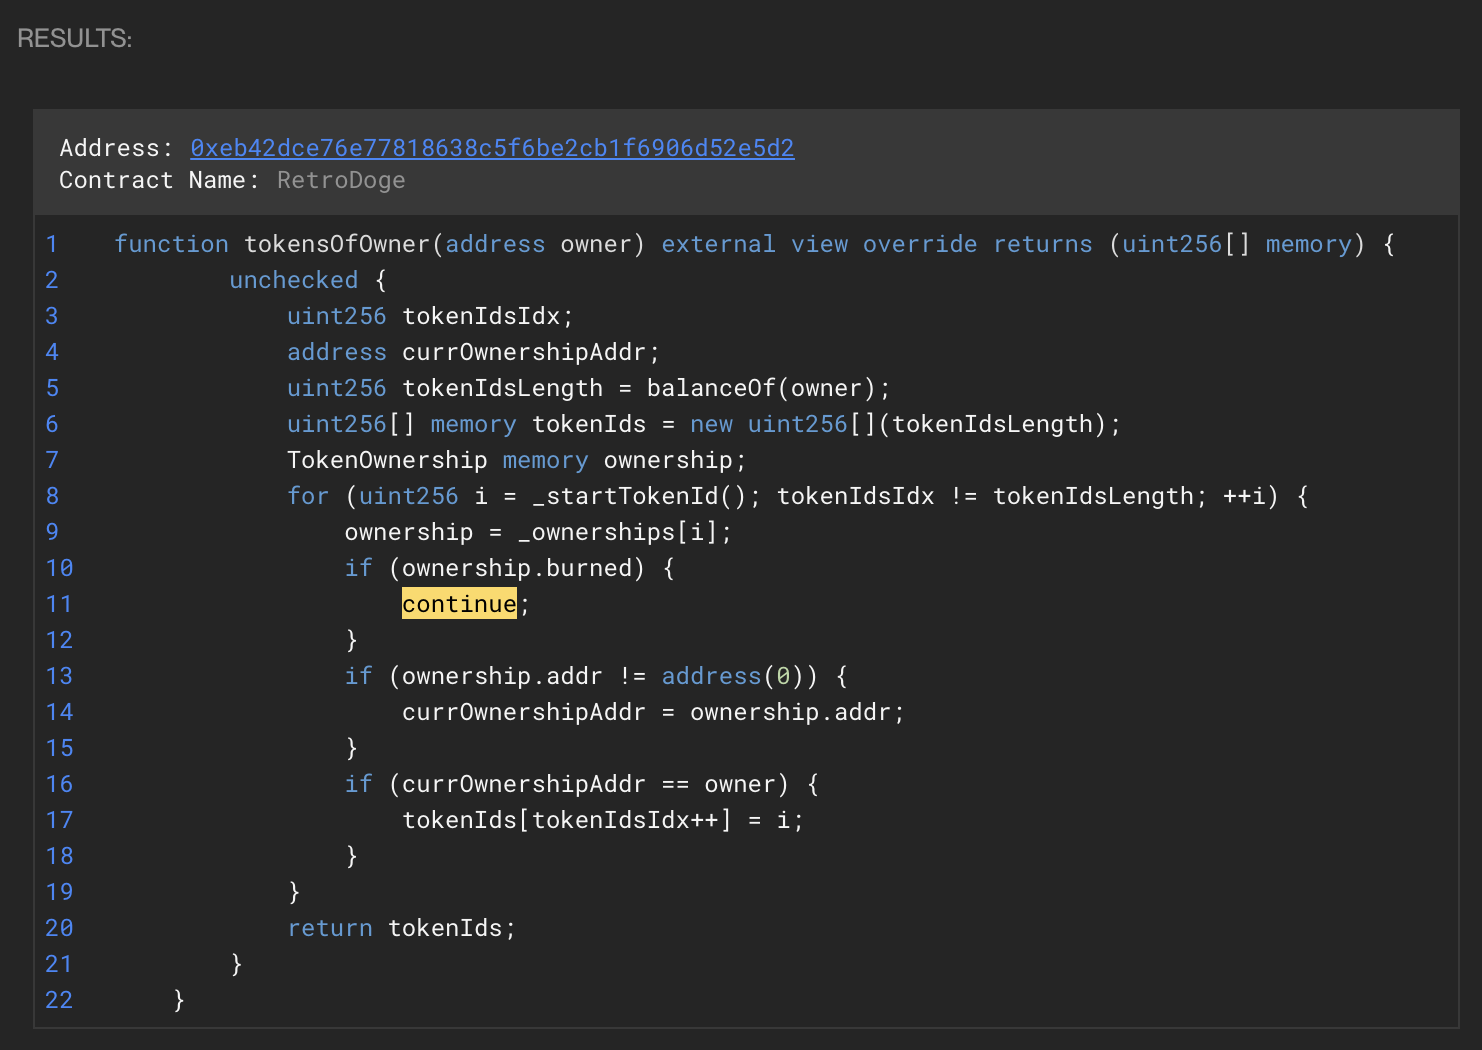 RESULTS:
Address: 0xeb42dce76e77818638c5f6be2cb1f6906d52e5d2
Contract Name: RetroDoge
1 function tokensOfOwner(address owner) external view override returns (uint256[] memory) {
2 unchecked {
3 uint256 tokenIdsIdx;
4 address currOwnershipAddr;
5 uint256 tokenIdsLength = balanceOf(owner);
6 uint256[] memory tokenIds = new uint256[](tokenIdsLength);
7 TokenOwnership memory ownership;
8 for (uint256 i = _startTokenId(); tokenIdsIdx != tokenIdsLength; ++i) {
9 ownership = _ownerships[i];
10 if (ownership.burned) {
11 continue;
12 }
13 if (ownership.addr != address(0)) {
14 currOwnershipAddr = ownership.addr;
15 }
16 if (currOwnershipAddr == owner) {
17 tokenIds[tokenIdsIdx++] = i;
18 }
19 }
20 return tokenIds;
21 }
22 }